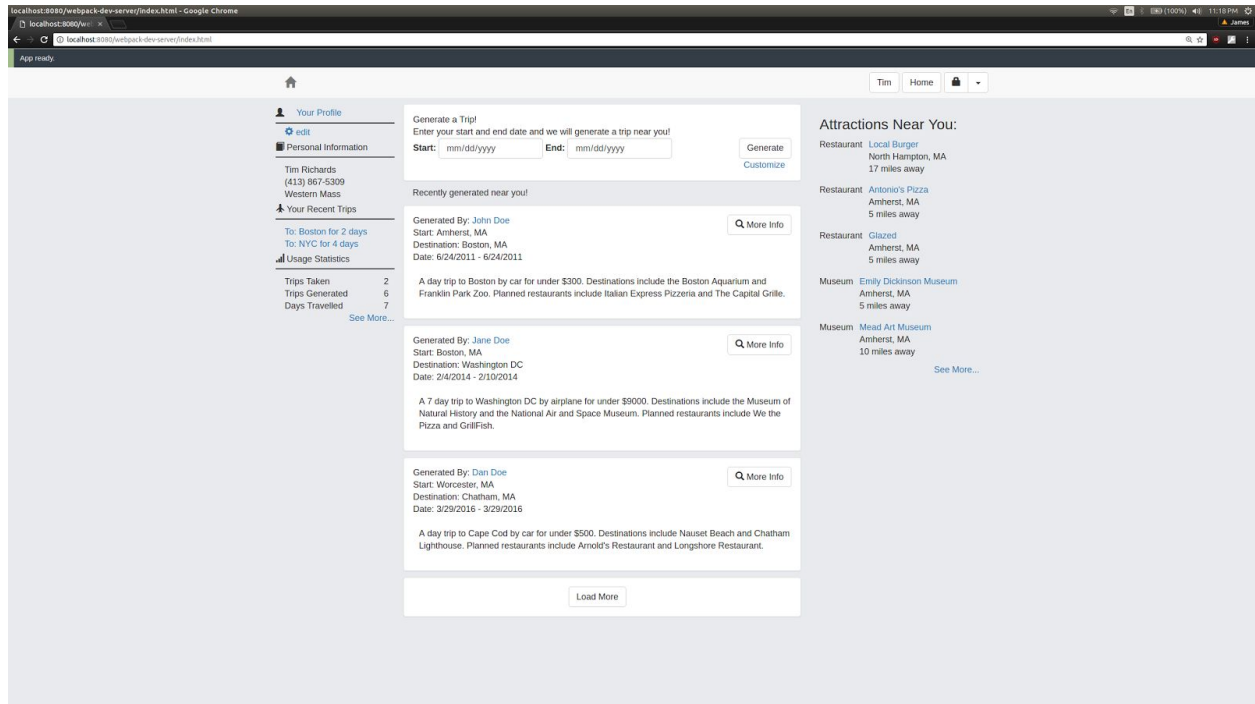 localhost:8080/webpack-dev-server/index.html - Google Chrome
En (100%) 11:18 PM
localhost:8080/we
James
localhost:8080/webpack-dev-server/index.html
App ready.
Tim Home
Your Profile
edit
Personal Information
Tim Richards
(413) 867-5309
Western Mass
Your Recent Trips
To: Boston for 2 days
To: NYC for 4 days
Usage Statistics
Trips Taken 2
Trips Generated 6
Days Travelled 7
See More...
Generate a Trip!
Enter your start and end date and we will generate a trip near you!
Start: mm/dd/yyyy End: mm/dd/yyyy Generate
Customize
Recently generated near you!
Generated By: John Doe
More Info
Start: Amherst, MA
Destination: Boston, MA
Date: 6/24/2011 - 6/24/2011
A day trip to Boston by car for under $300. Destinations include the Boston Aquarium and
Franklin Park Zoo. Planned restaurants include Italian Express Pizzeria and The Capital Grille.
Generated By: Jane Doe
More Info
Start: Boston, MA
Destination: Washington DC
Date: 2/4/2014 - 2/10/2014
A 7 day trip to Washington DC by airplane for under $9000. Destinations include the Museum of
Natural History and the National Air and Space Museum. Planned restaurants include We the
Pizza and GrillFish.
Generated By: Dan Doe
More Info
Start: Worcester, MA
Destination: Chatham, MA
Date: 3/29/2016 - 3/29/2016
A day trip to Cape Cod by car for under $500. Destinations include Nauset Beach and Chatham
Lighthouse. Planned restaurants include Arnold's Restaurant and Longshore Restaurant.
Load More
Attractions Near You:
Restaurant Local Burger
North Hampton, MA
17 miles away
Restaurant Antonio's Pizza
Amherst, MA
5 miles away
Restaurant Glazed
Amherst, MA
5 miles away
Museum Emily Dickinson Museum
Amherst, MA
5 miles away
Museum Mead Art Museum
Amherst, MA
10 miles away
See More...